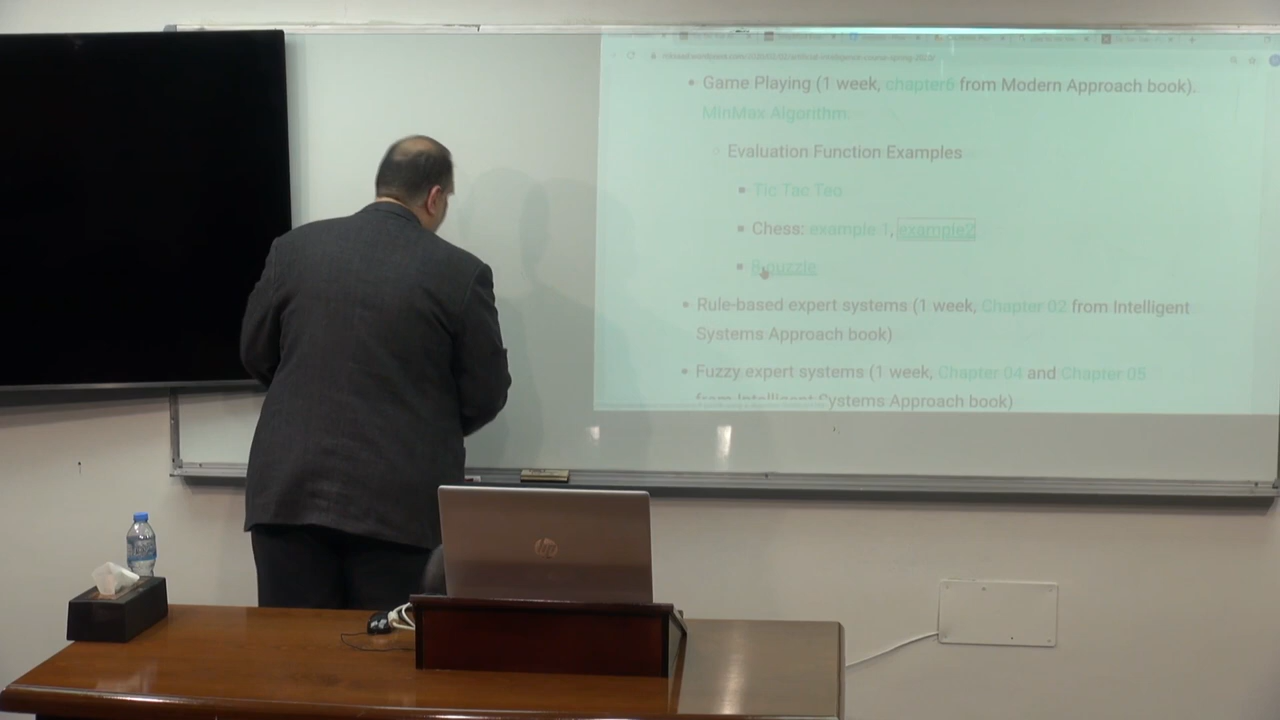 Game Playing (1 week, chapter6 from Modern Approach book).
MinMax Algorithm.
Evaluation Function Examples
Tic Tac Teo
Chess: example 1, example2
8-puzzle
Rule-based expert systems (1 week, Chapter 02 from Intelligent
Systems Approach book)
Fuzzy expert systems (1 week, Chapter 04 and Chapter 05
from Intelligent Systems Approach book)
hp